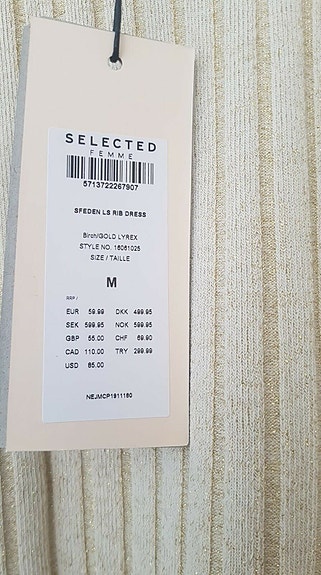 SELECTED
FEMME
5713722267907
SFEDEN LS RIB DRESS
Birch/GOLD LYREX
STYLE NO. 16061025
SIZE / TAILLE
M
RRP /
EUR 59.99 DKK 499.95
SEK 599.95 NOK 599.95
GBP 55.00 CHF 69.90
CAD 110.00 TRY 299.99
USD 85.00
NEJMCP1911160